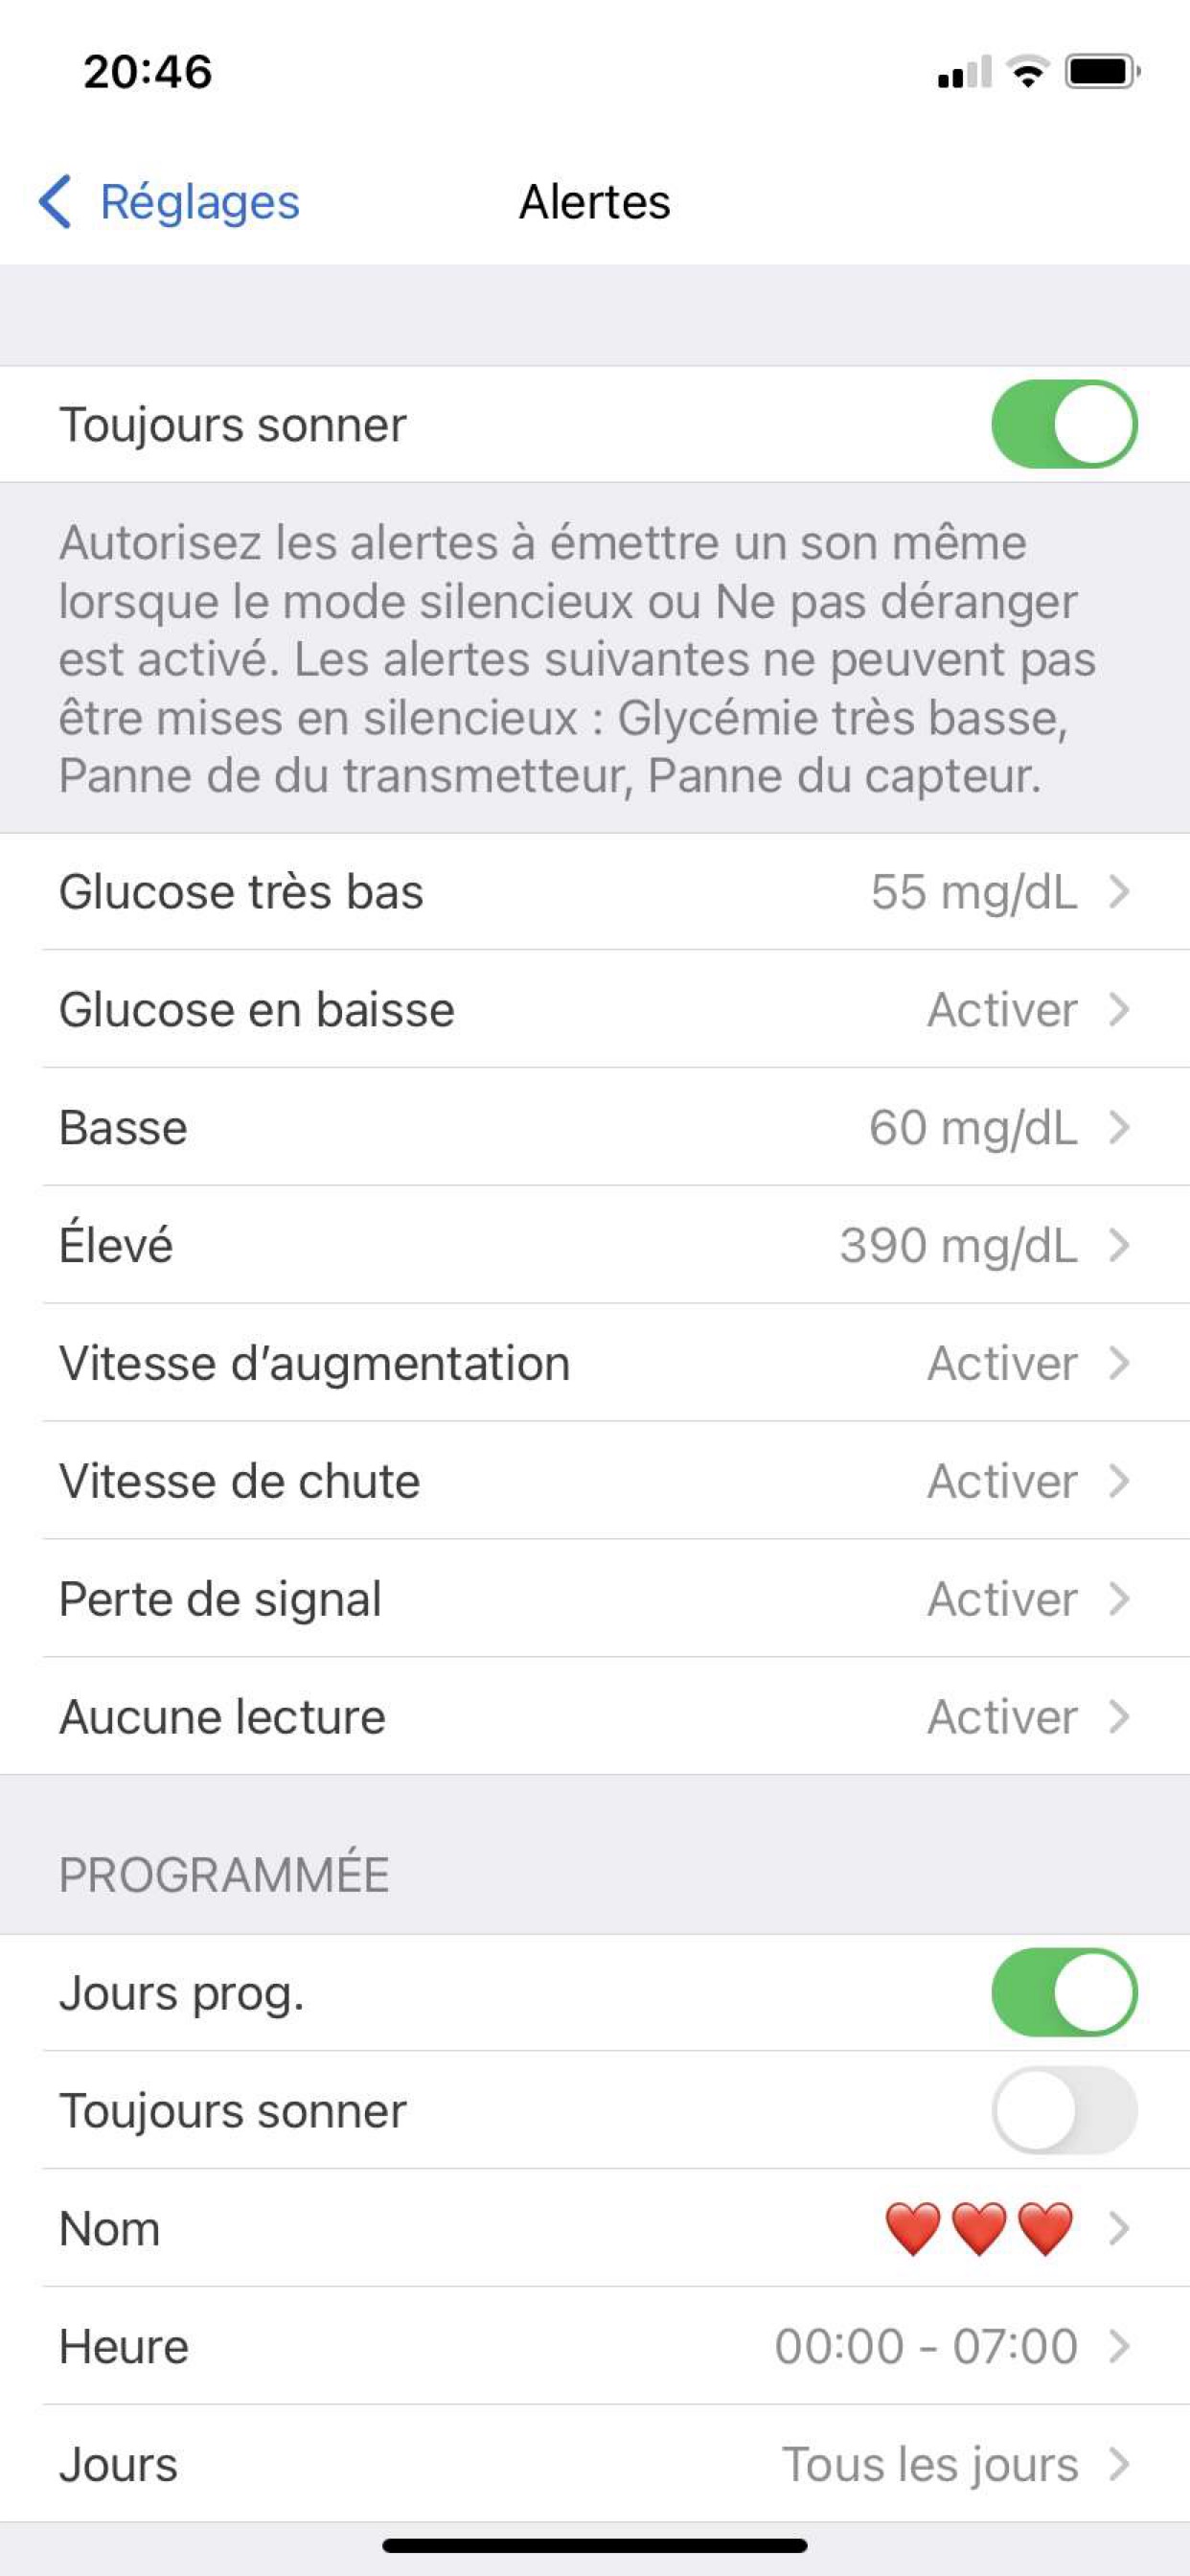 20:46
Réglages
Alertes
Toujours sonner
Autorisez les alertes à émettre un son même
lorsque le mode silencieux ou Ne pas déranger
est activé. Les alertes suivantes ne peuvent pas
être mises en silencieux : Glycémie très basse,
Panne de du transmetteur, Panne du capteur.
Glucose très bas 55 mg/dL
Glucose en baisse Activer
Basse 60 mg/dL
Élevé 390 mg/dL
Vitesse d’augmentation Activer
Vitesse de chute Activer
Perte de signal Activer
Aucune lecture Activer
PROGRAMMÉE
Jours prog.
Toujours sonner
Nom ❤️❤️❤️
Heure 00:00 - 07:00
Jours Tous les jours